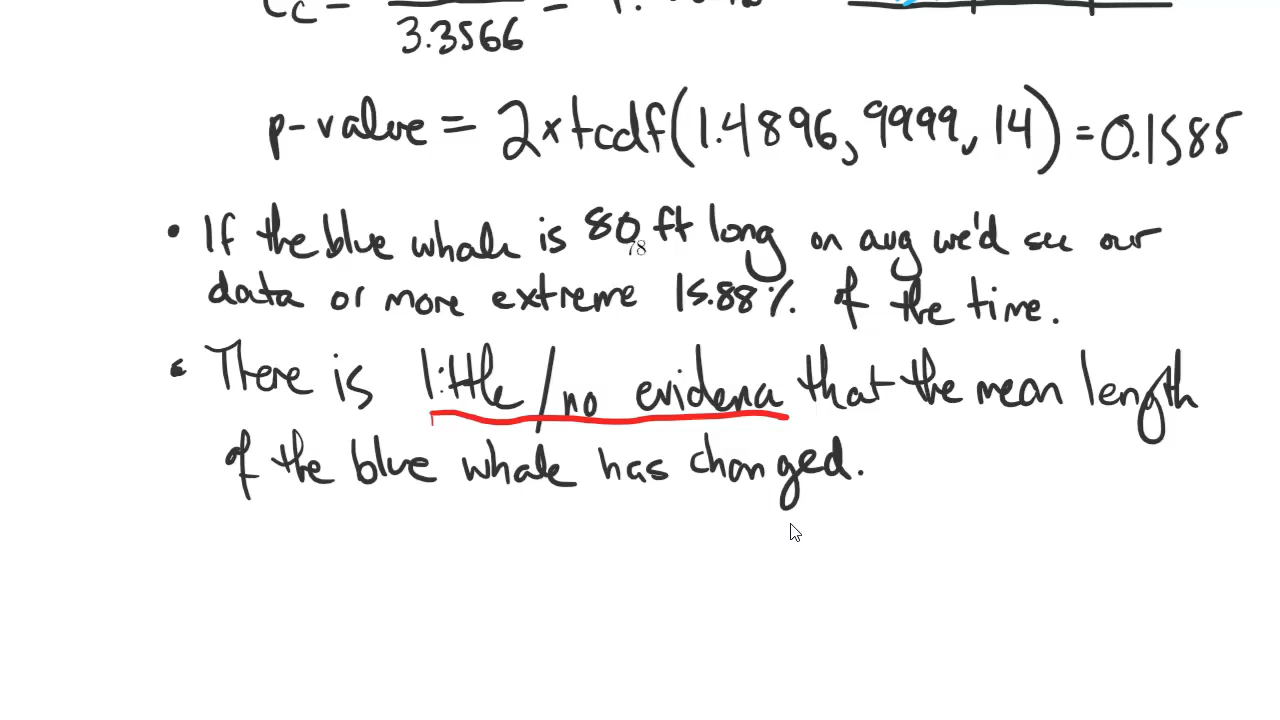 3.3566
p-value = 2×tcdf(1.4896, 9999, 14) = 0.1585
• If the blue whale is 80 ft long on avg we'd see our
78
data or more extreme 15.88% of the time.
• There is little/no evidence that the mean length
of the blue whale has changed.